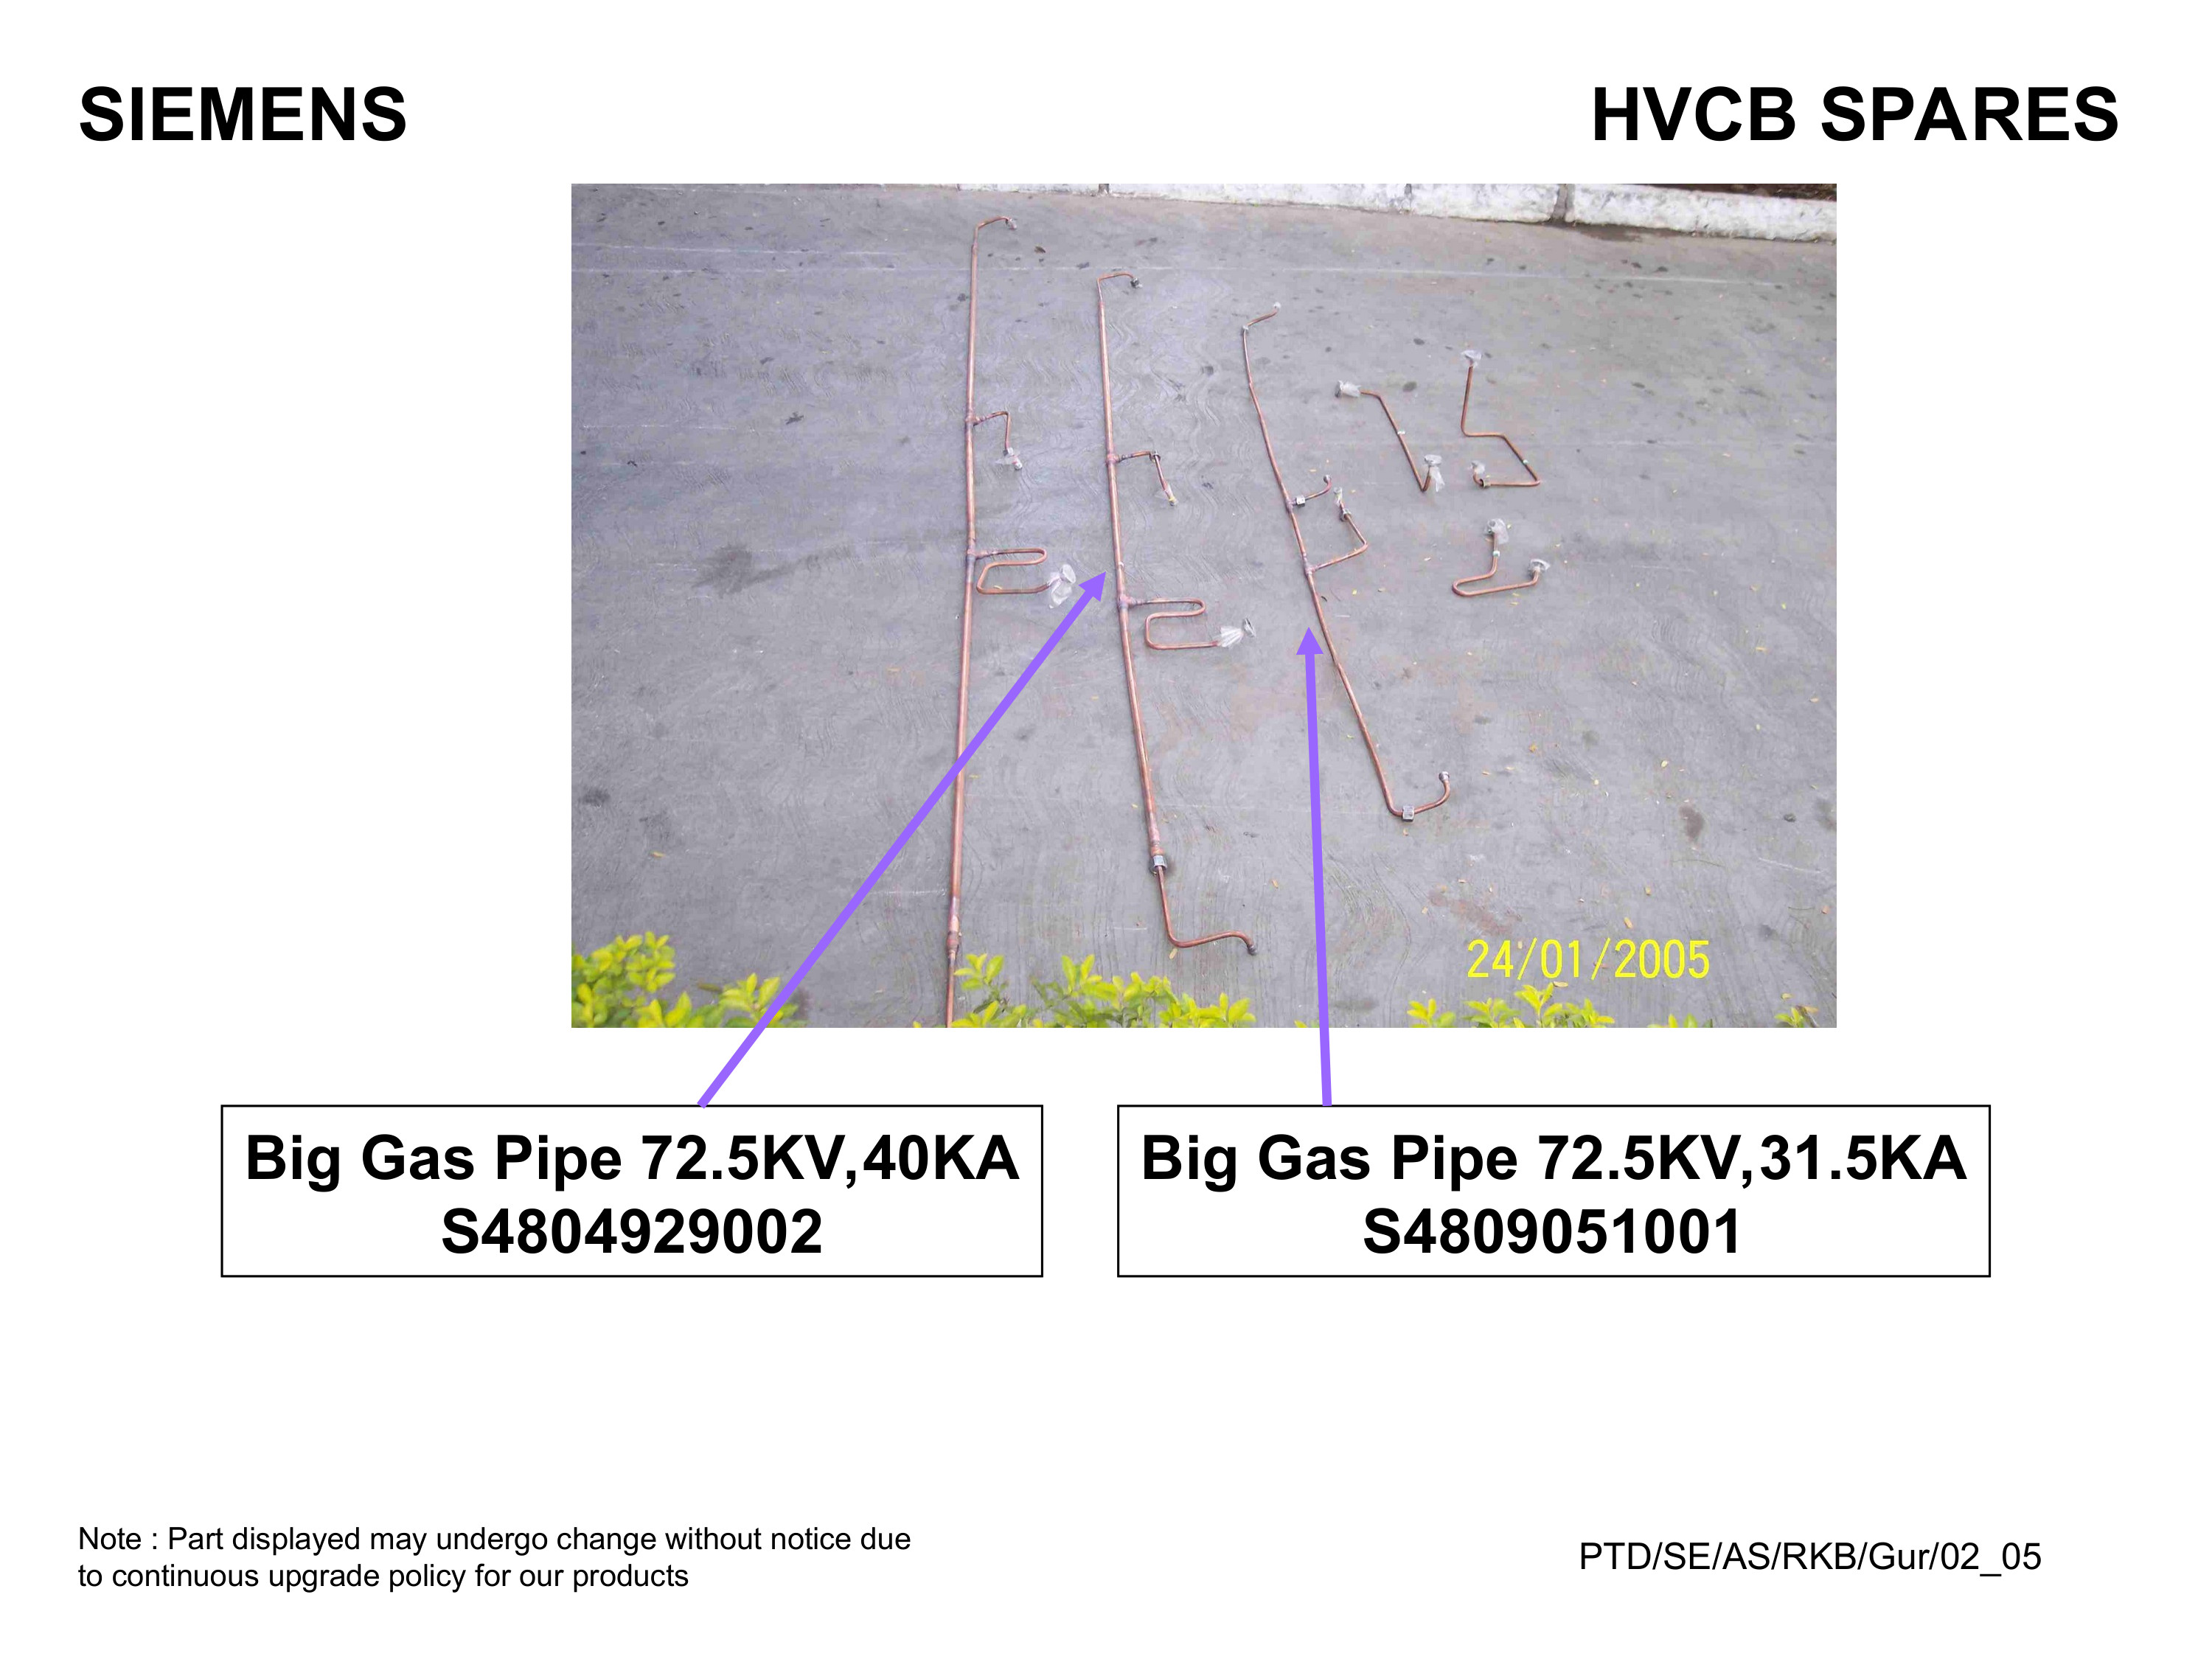 SIEMENS
HVCB SPARES
24/01/2005
Big Gas Pipe 72.5KV,40KA
S4804929002
Big Gas Pipe 72.5KV,31.5KA
S4809051001
Note : Part displayed may undergo change without notice due
to continuous upgrade policy for our products
PTD/SE/AS/RKB/Gur/02_05